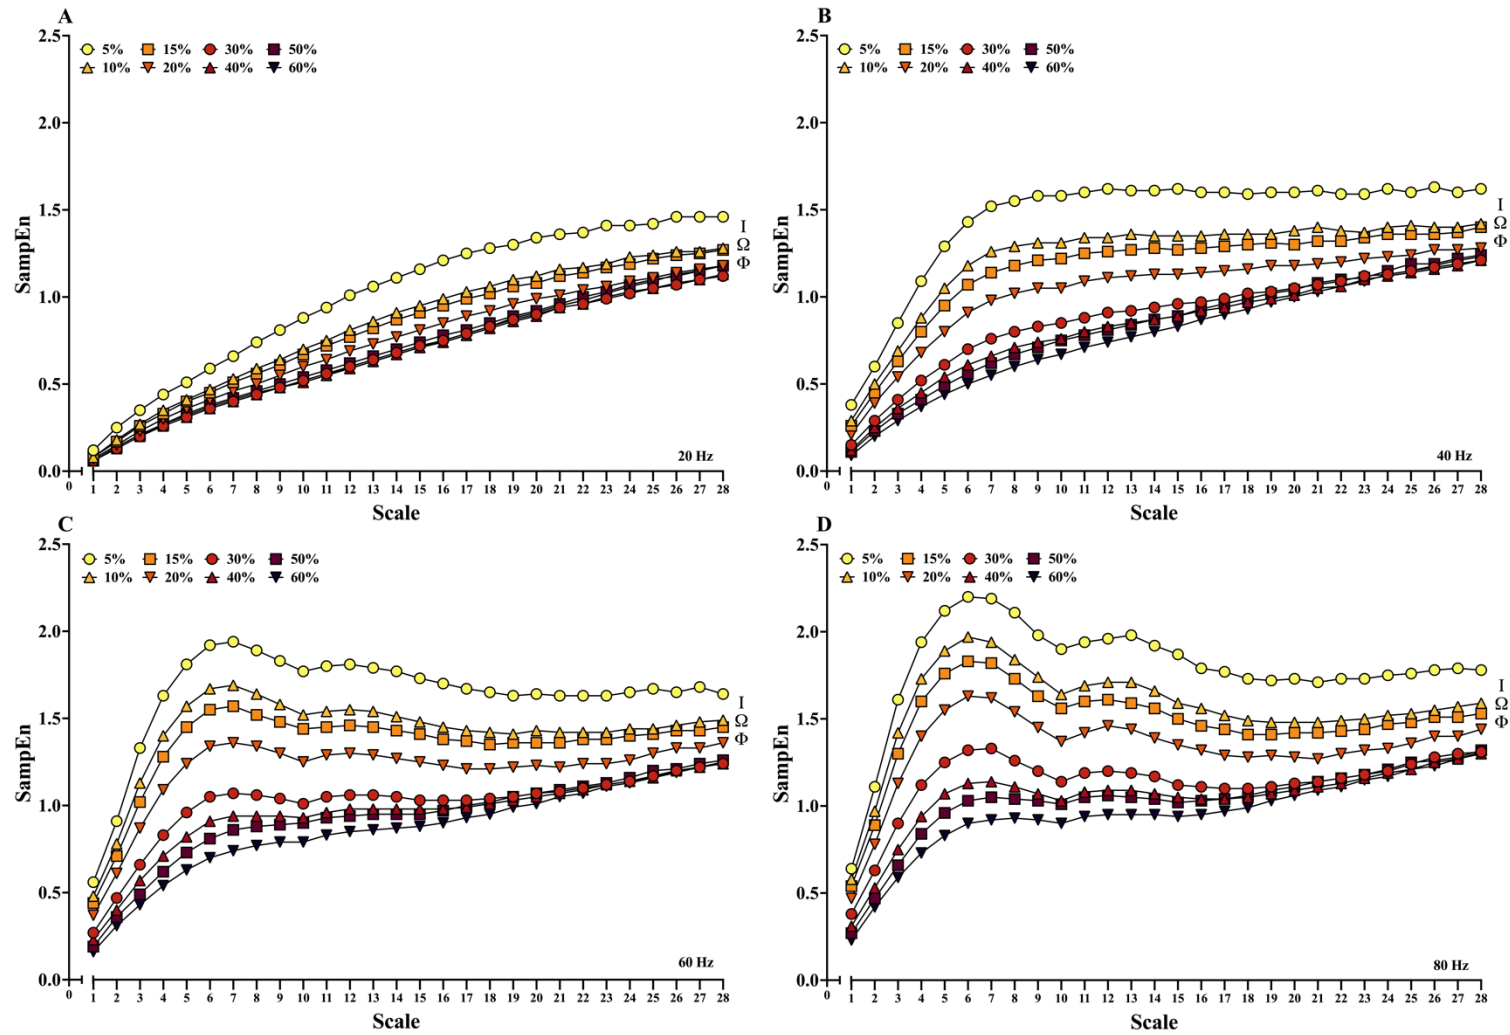 A
2.5
2.0
1.5
1.0
0.5
0.0
0
SampEn
5% 15% 30% 50%
10% 20% 40% 60%
I
Ω
Φ
20 Hz
1 2 3 4 5 6 7 8 9 10 11 12 13 14 15 16 17 18 19 20 21 22 23 24 25 26 27 28
Scale
B
2.5
2.0
1.5
1.0
0.5
0.0
0
SampEn
5% 15% 30% 50%
10% 20% 40% 60%
I
Ω
Φ
40 Hz
1 2 3 4 5 6 7 8 9 10 11 12 13 14 15 16 17 18 19 20 21 22 23 24 25 26 27 28
Scale
C
2.5
2.0
1.5
1.0
0.5
0.0
0
SampEn
5% 15% 30% 50%
10% 20% 40% 60%
I
Ω
Φ
60 Hz
1 2 3 4 5 6 7 8 9 10 11 12 13 14 15 16 17 18 19 20 21 22 23 24 25 26 27 28
Scale
D
2.5
2.0
1.5
1.0
0.5
0.0
0
SampEn
5% 15% 30% 50%
10% 20% 40% 60%
I
Ω
Φ
80 Hz
1 2 3 4 5 6 7 8 9 10 11 12 13 14 15 16 17 18 19 20 21 22 23 24 25 26 27 28
Scale